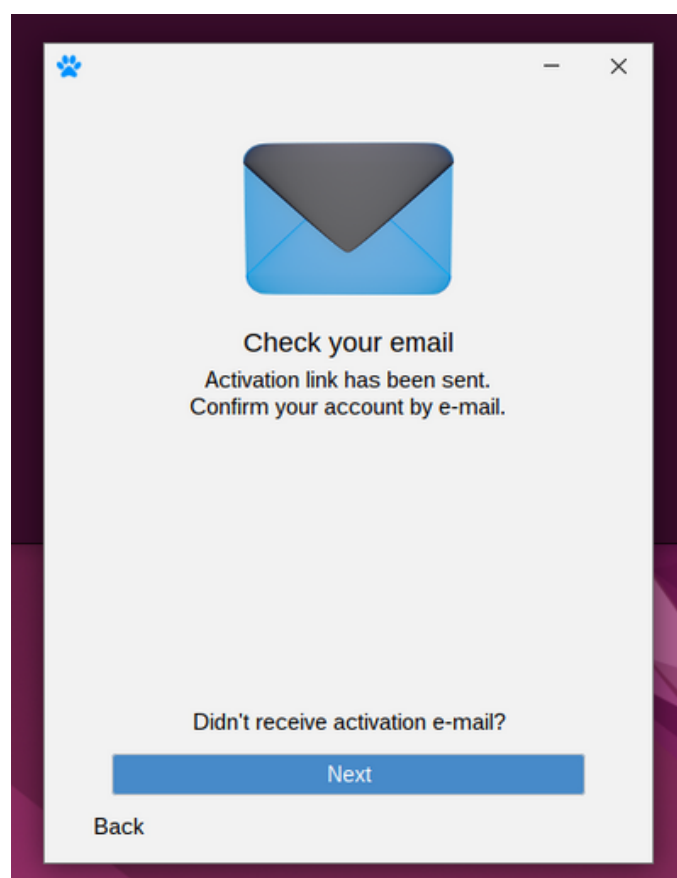 Check your email
Activation link has been sent.
Confirm your account by e-mail.
Didn't receive activation e-mail?
Next
Back